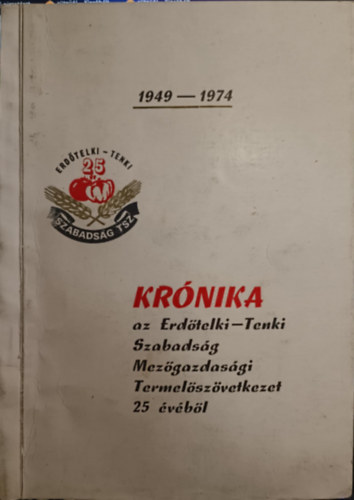 1949 — 1974
ERDŐTELKI - TENKI
25
SZABADSÁG TSZ
KRÓNIKA
az Erdőtelki—Tenki
Szabadság
Mezőgazdasági
Termelőszövetkezet
25 évéből